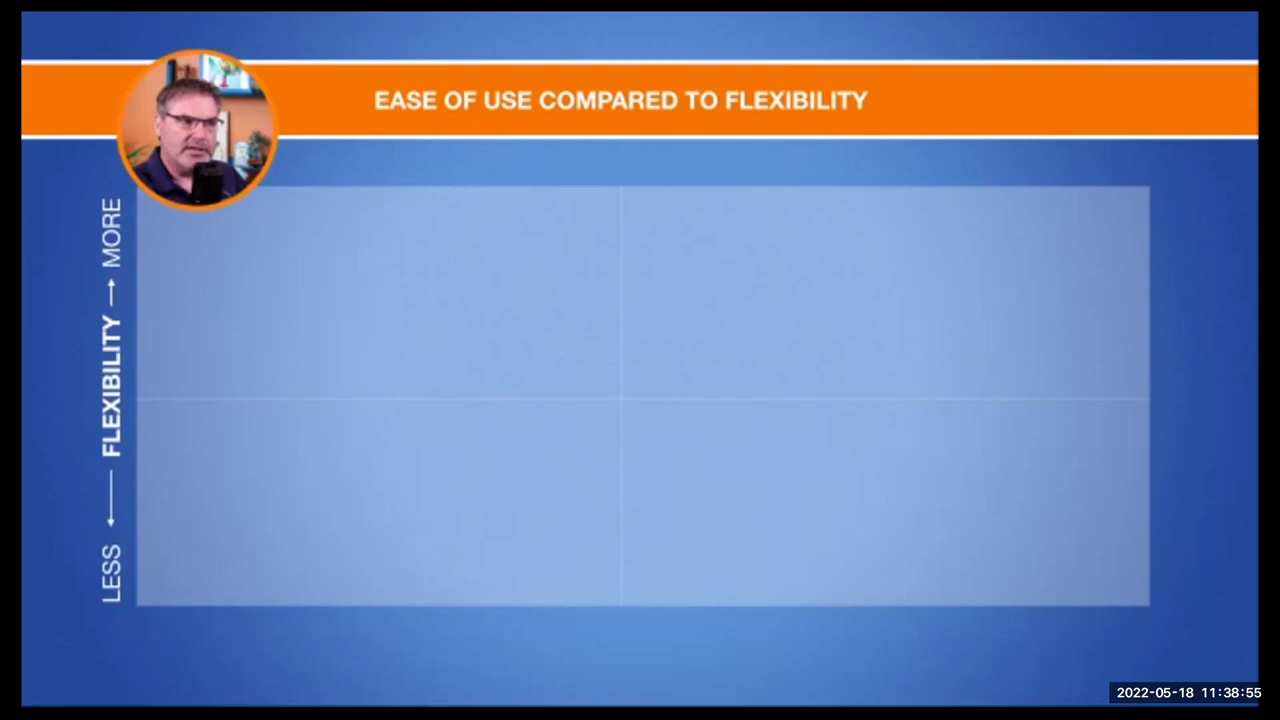 EASE OF USE COMPARED TO FLEXIBILITY
LESS ← FLEXIBILITY → MORE
2022-05-18 11:38:55